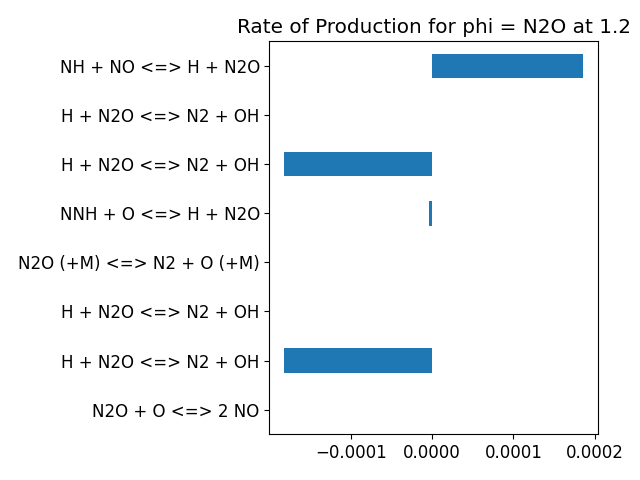 Rate of Production for phi = N2O at 1.2
NH + NO <=> H + N2O
H + N2O <=> N2 + OH
H + N2O <=> N2 + OH
NNH + O <=> H + N2O
N2O (+M) <=> N2 + O (+M)
H + N2O <=> N2 + OH
H + N2O <=> N2 + OH
N2O + O <=> 2 NO
−0.0001 0.0000 0.0001 0.0002